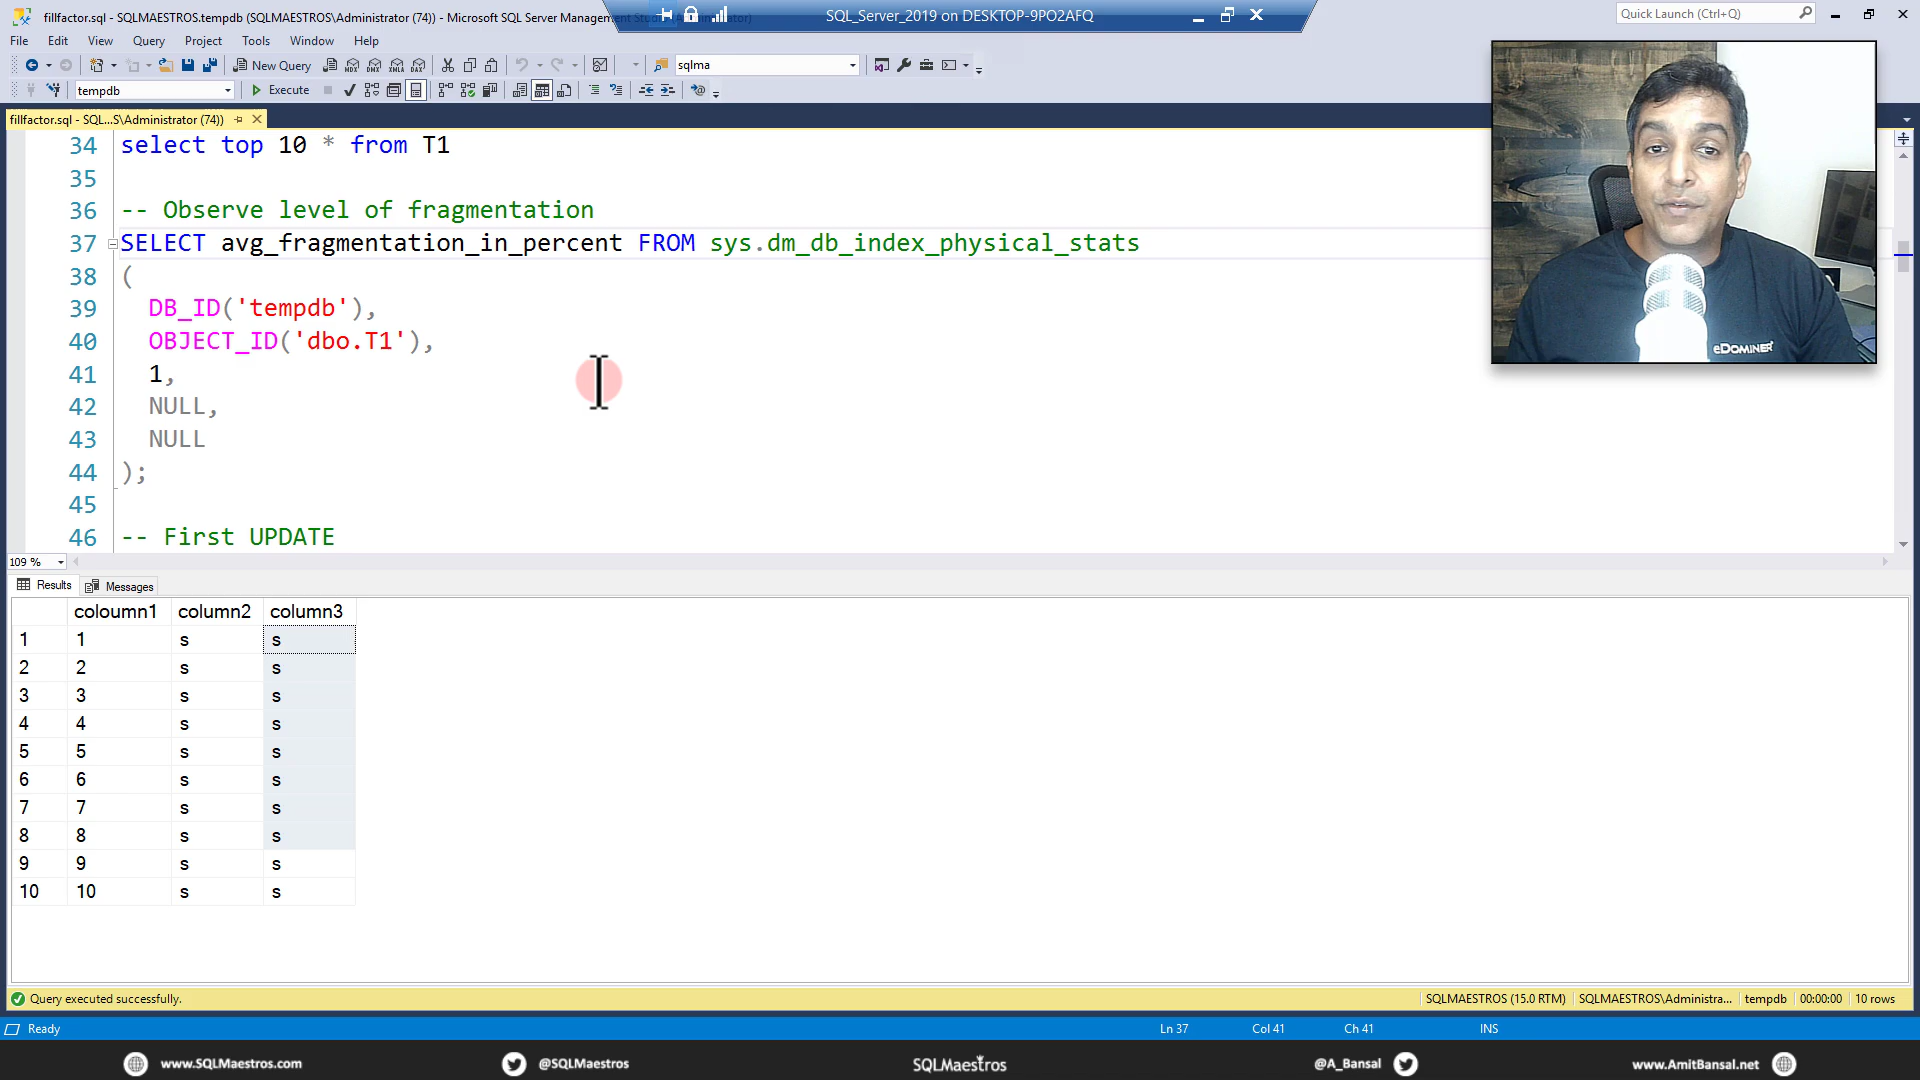 fillfactor.sql - SQLMAESTROS.tempdb (SQLMAESTROS\Administrator (74)) - Microsoft SQL Server Management
SQL_Server_2019 on DESKTOP-9PO2AFQ
Quick Launch (Ctrl+Q)
File Edit View Query Project Tools Window Help
New Query
MDX DMX XMLA DAX
sqlma
tempdb
Execute
fillfactor.sql - SQL...S\Administrator (74))
34 select top 10 * from T1
35
36 -- Observe level of fragmentation
37 SELECT avg_fragmentation_in_percent FROM sys.dm_db_index_physical_stats
38 (
39 DB_ID('tempdb'),
40 OBJECT_ID('dbo.T1'),
41 1,
42 NULL,
43 NULL
44 );
45
46 -- First UPDATE
eDominer
109 %
Results Messages
coloumn1 column2 column3
1 1 s s
2 2 s s
3 3 s s
4 4 s s
5 5 s s
6 6 s s
7 7 s s
8 8 s s
9 9 s s
10 10 s s
Query executed successfully.
SQLMAESTROS (15.0 RTM) SQLMAESTROS\Administra... tempdb 00:00:00 10 rows
Ready
Ln 37 Col 41 Ch 41 INS
www.SQLMaestros.com @SQLMaestros SQLMaestros @A_Bansal www.AmitBansal.net